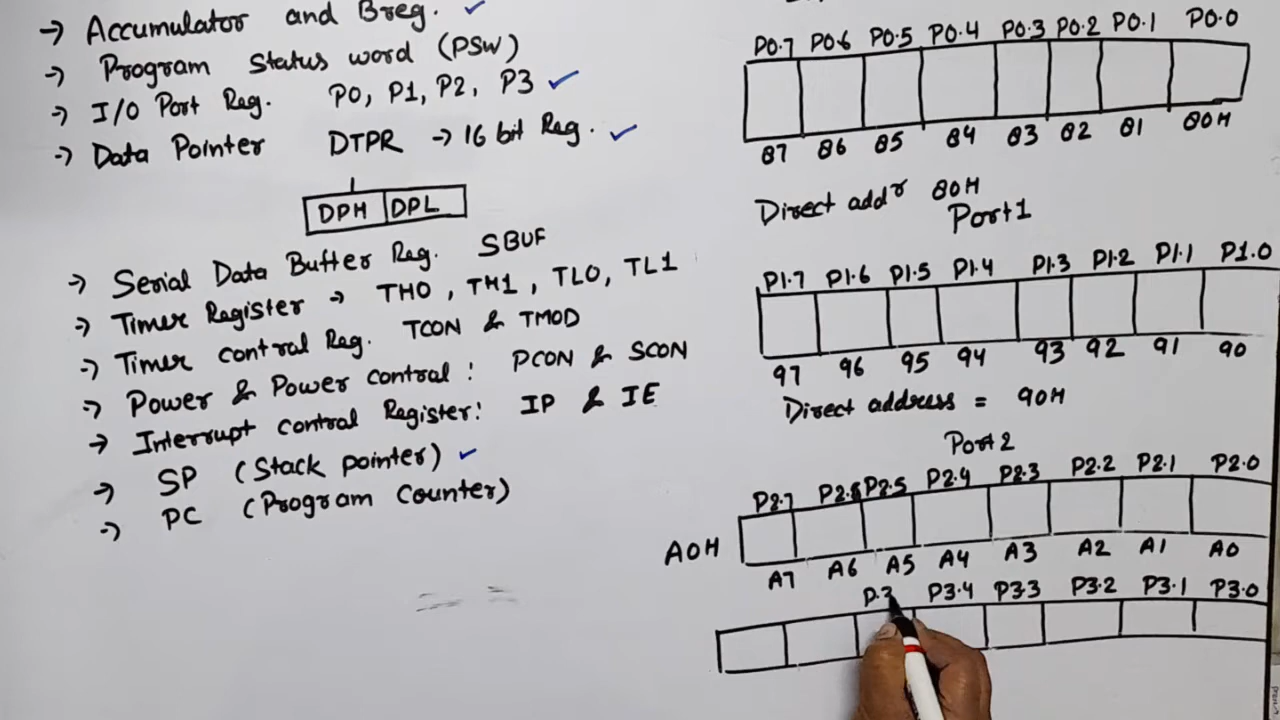 → Accumulator and Breg. ✓
→ Program Status word (PSW)
→ I/O Port Reg. P0, P1, P2, P3 ✓
→ Data Pointer DTPR → 16 bit Reg. ✓
DPH DPL
→ Serial Data Buffer Reg. SBUF
→ Timer Register → TH0, TH1, TL0, TL1
→ Timer control Reg. TCON & TMOD
→ Power & Power control: PCON & SCON
→ Interrupt control Register: IP & IE
→ SP (Stack pointer) ✓
→ PC (Program Counter)
P0.7 P0.6 P0.5 P0.4 P0.3 P0.2 P0.1 P0.0
87 86 85 84 83 82 81 80H
Direct addr 80H
Port1
P1.7 P1.6 P1.5 P1.4 P1.3 P1.2 P1.1 P1.0
97 96 95 94 93 92 91 90
Direct address = 90H
Port2
P2.7 P2.6 P2.5 P2.4 P2.3 P2.2 P2.1 P2.0
A0H
A7 A6 A5 A4 A3 A2 A1 A0
P.3 P3.4 P3.3 P3.2 P3.1 P3.0